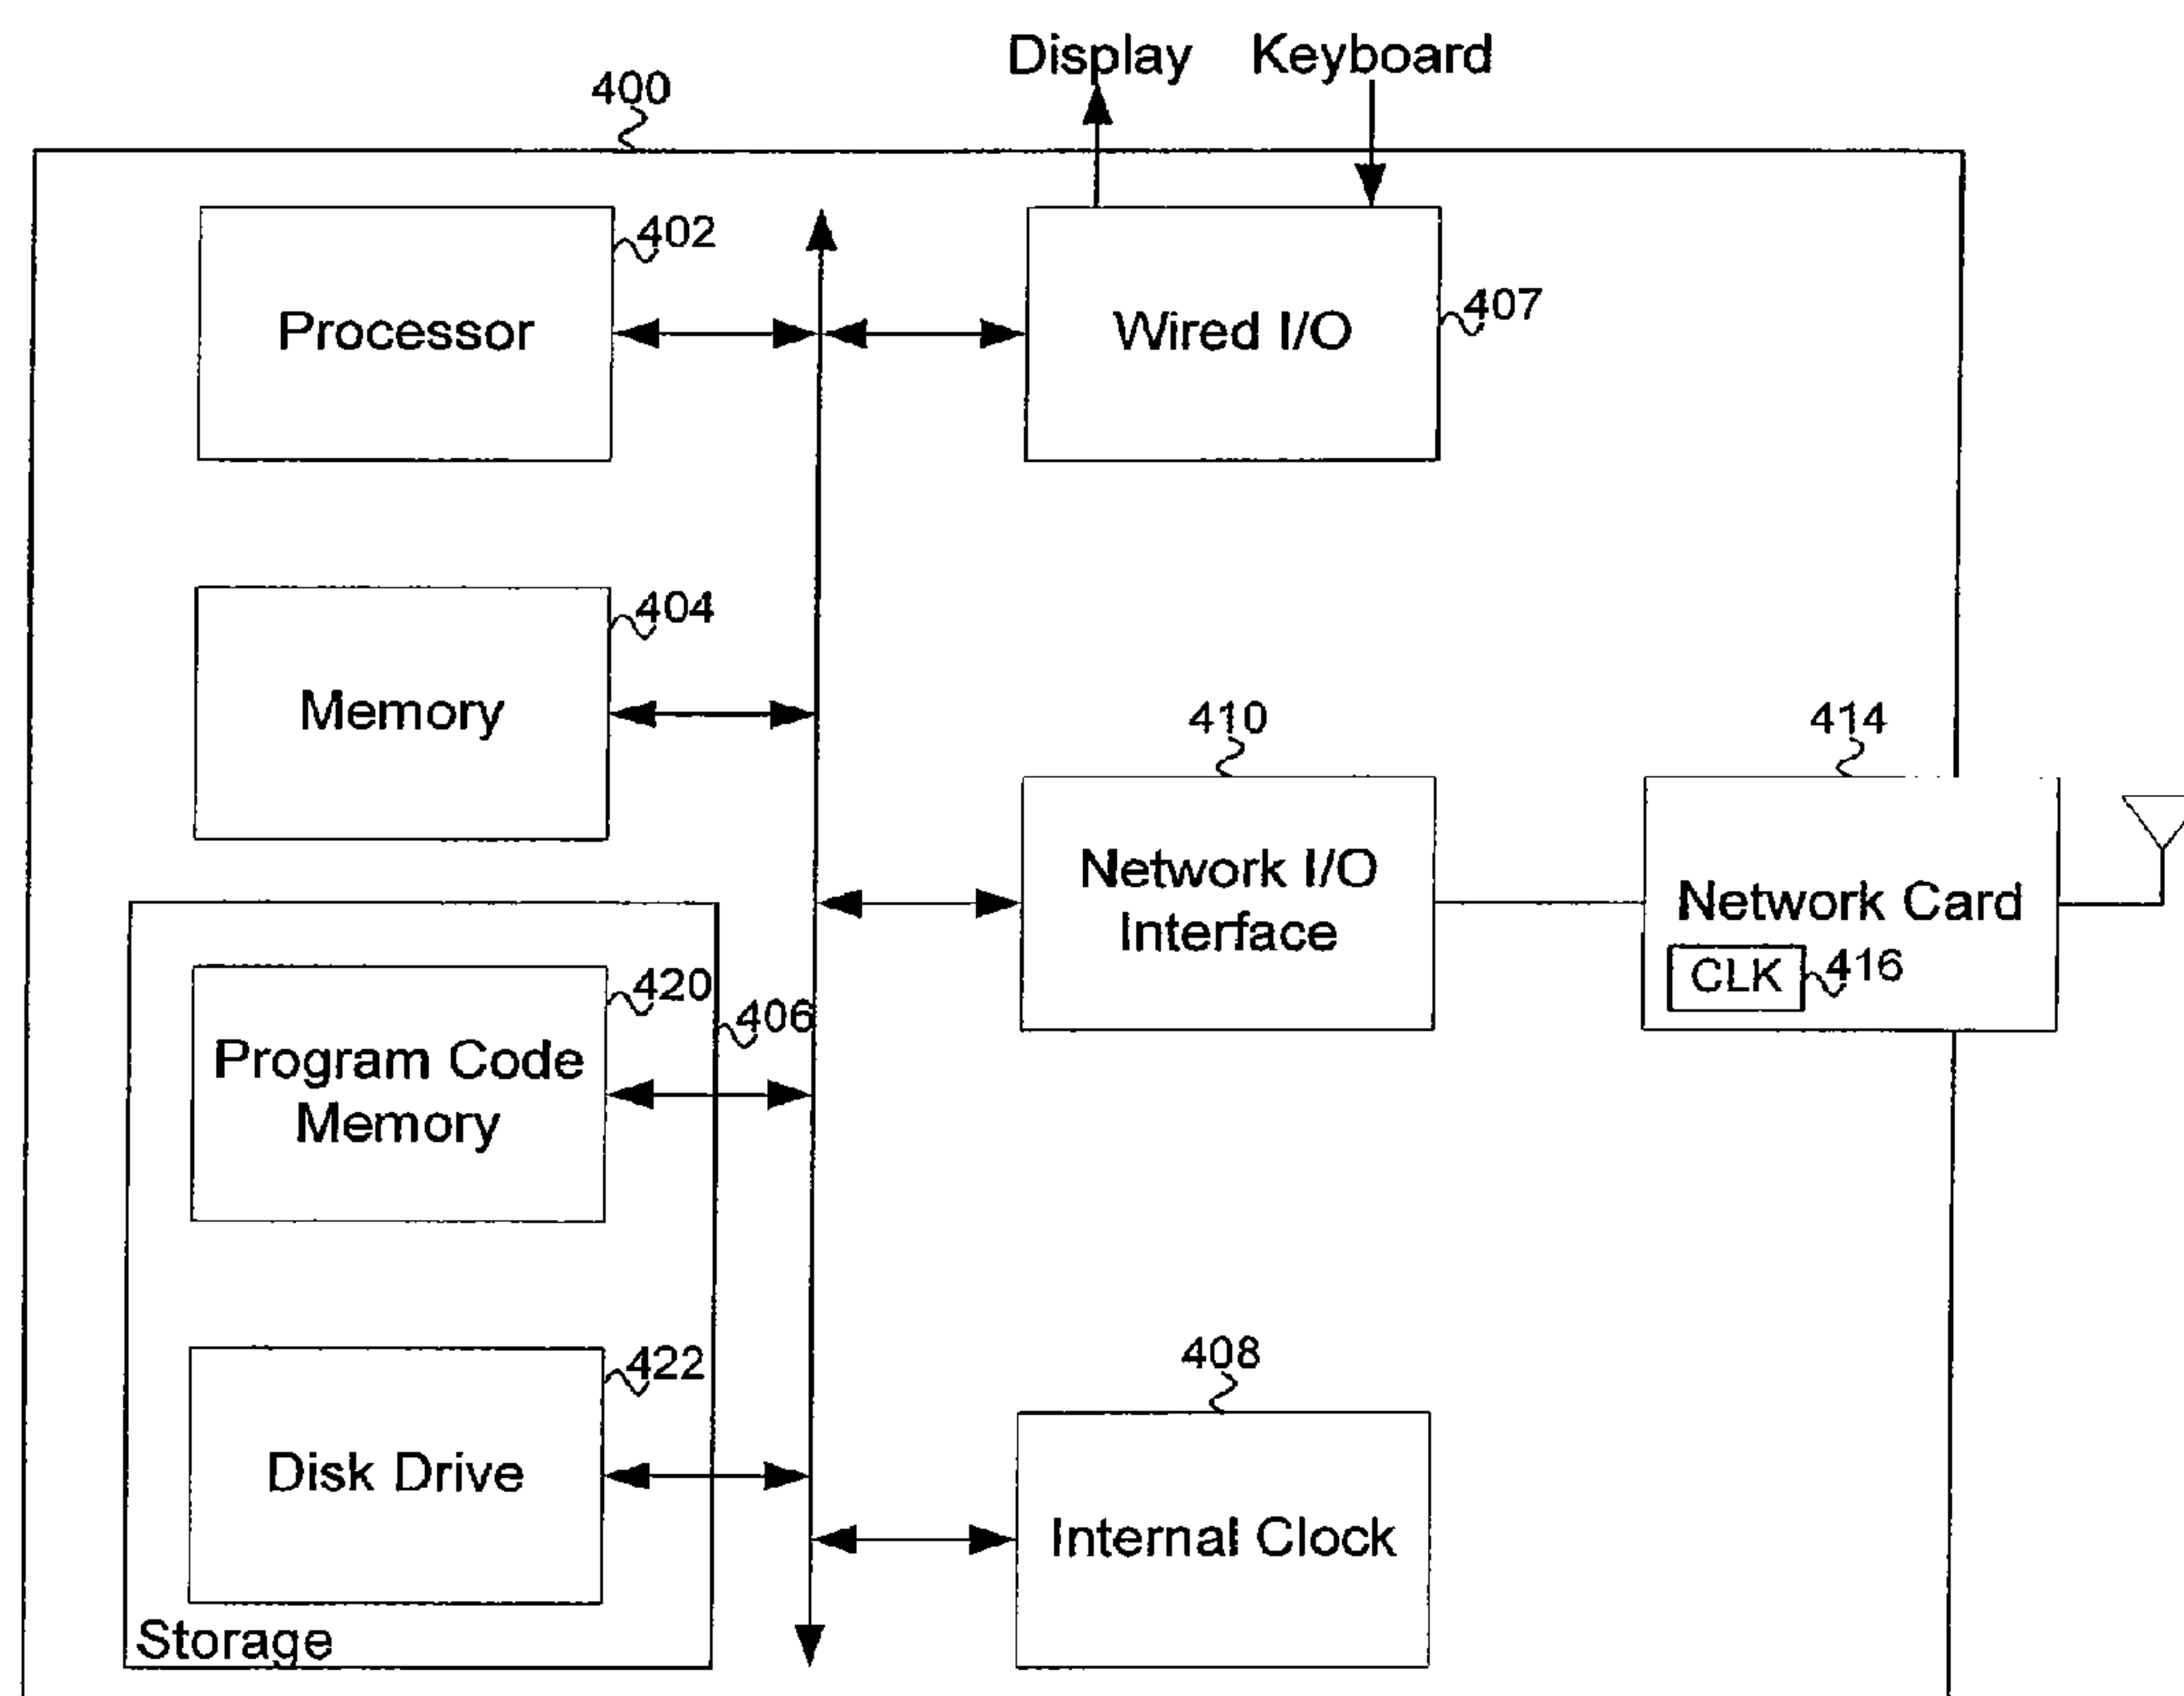 Display Keyboard
400
402
Processor
Wired I/O
407
404
Memory
410
414
Network I/O
Interface
Network Card
CLK
416
420
406
Program Code
Memory
422
Disk Drive
408
Internal Clock
Storage